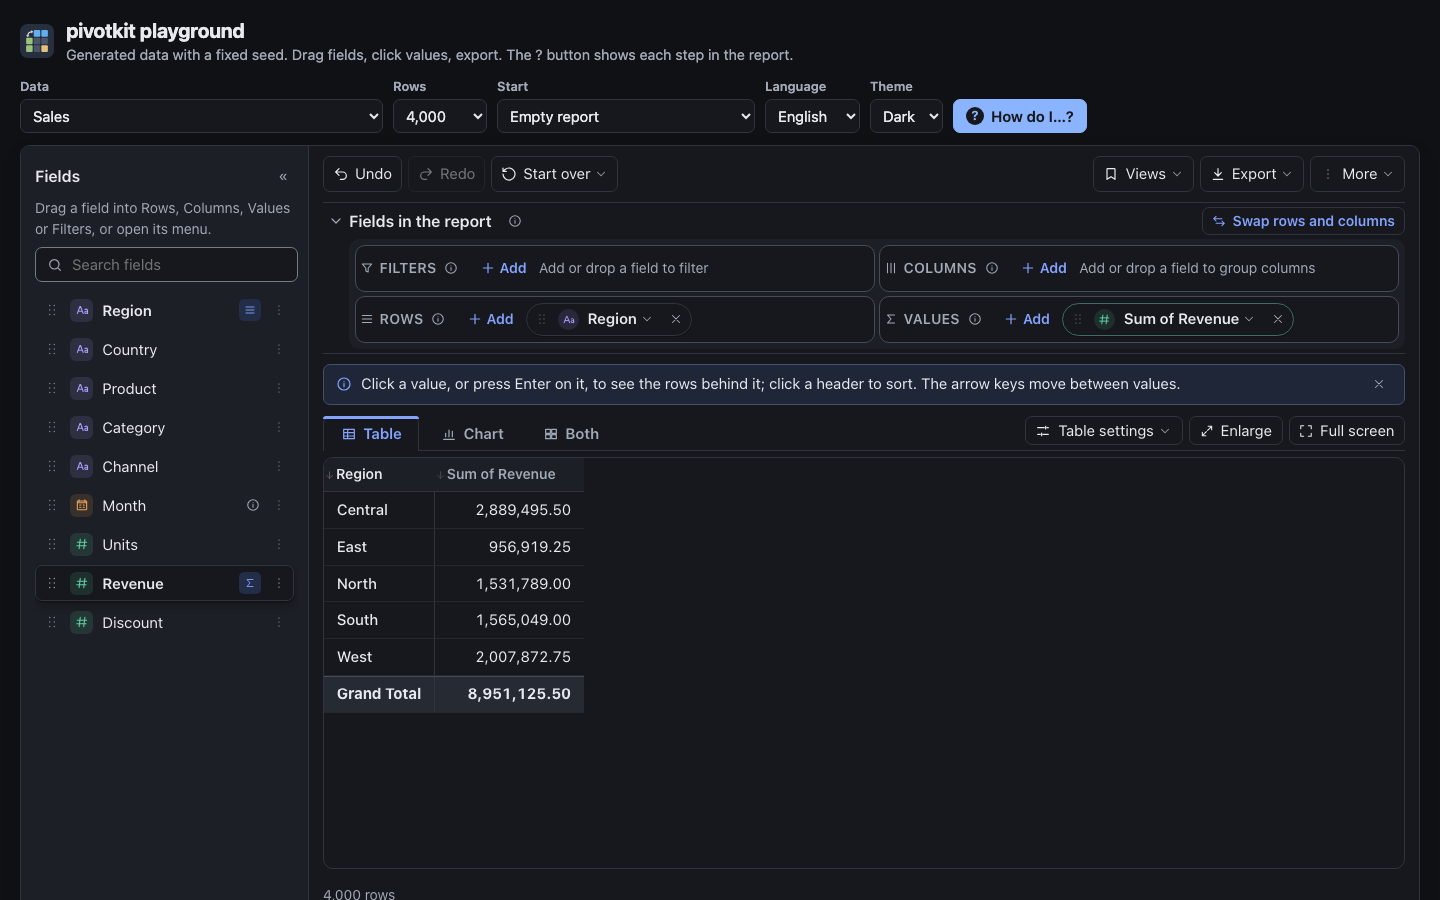 pivotkit playground
Generated data with a fixed seed. Drag fields, click values, export. The ? button shows each step in the report.
Data
Rows
Start
Language
Theme
Sales
4,000
Empty report
English
Dark
? How do I...?
Fields
«
Drag a field into Rows, Columns, Values
or Filters, or open its menu.
Search fields
Aa Region
Aa Country
Aa Product
Aa Category
Aa Channel
Month
# Units
# Revenue Σ
# Discount
Undo
Redo
Start over
Views
Export
More
Fields in the report
Swap rows and columns
FILTERS + Add Add or drop a field to filter
COLUMNS + Add Add or drop a field to group columns
ROWS + Add Aa Region ×
Σ VALUES + Add # Sum of Revenue ×
Click a value, or press Enter on it, to see the rows behind it; click a header to sort. The arrow keys move between values. ×
Table
Chart
Both
Table settings
Enlarge
Full screen
↓ Region ↓ Sum of Revenue
Central 2,889,495.50
East 956,919.25
North 1,531,789.00
South 1,565,049.00
West 2,007,872.75
Grand Total 8,951,125.50
4,000 rows